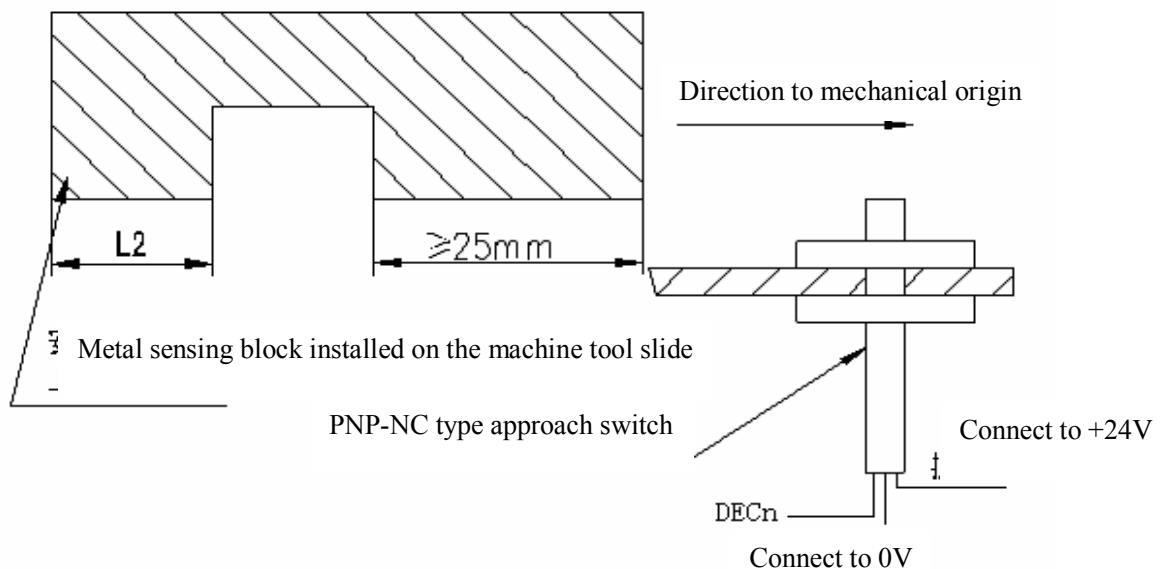 Direction to mechanical origin
L2
≥25mm
Metal sensing block installed on the machine tool slide
PNP-NC type approach switch
Connect to +24V
DECn
Connect to 0V